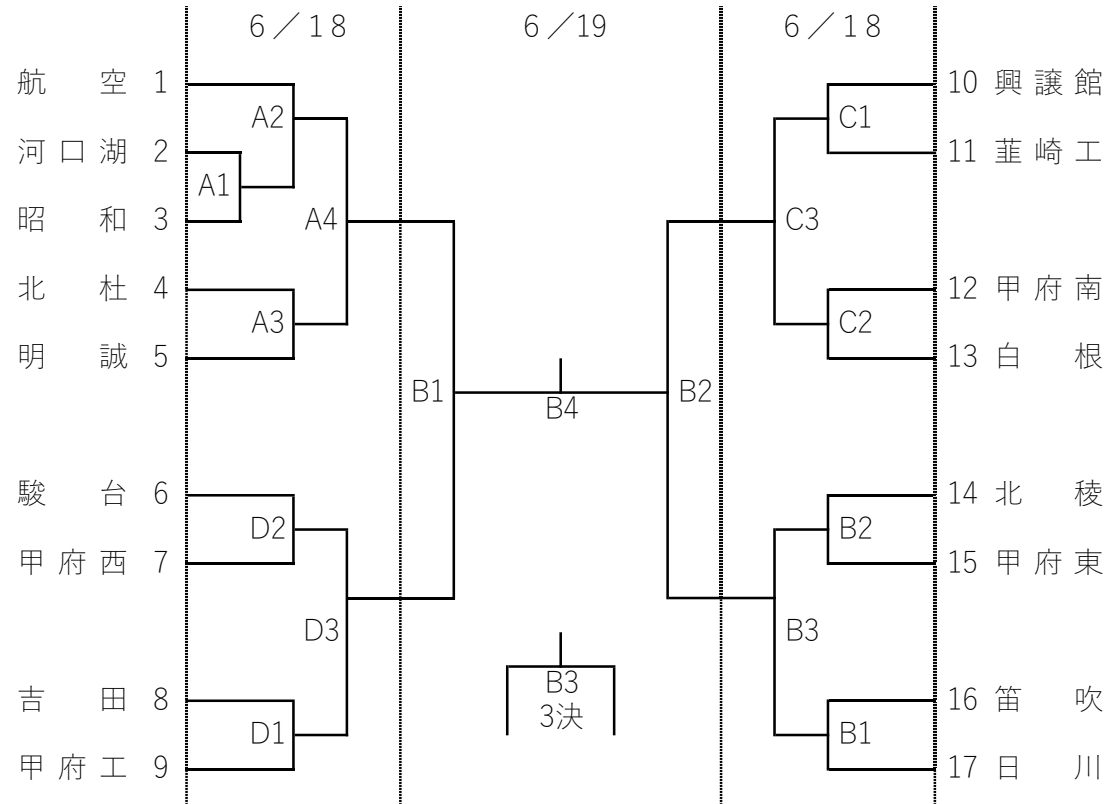 6／18 6／19 6／18
航空 1 10 興譲館
A2 C1
河口湖 2 11 韮崎工
A1
昭和 3 A4 C3
北杜 4 12 甲府南
A3 C2
明誠 5 13 白根
B1 B2
B4
駿台 6 14 北稜
D2 B2
甲府西 7 15 甲府東
D3 B3
B3
吉田 8 16 笛吹
3決
D1 B1
甲府工 9 17 日川